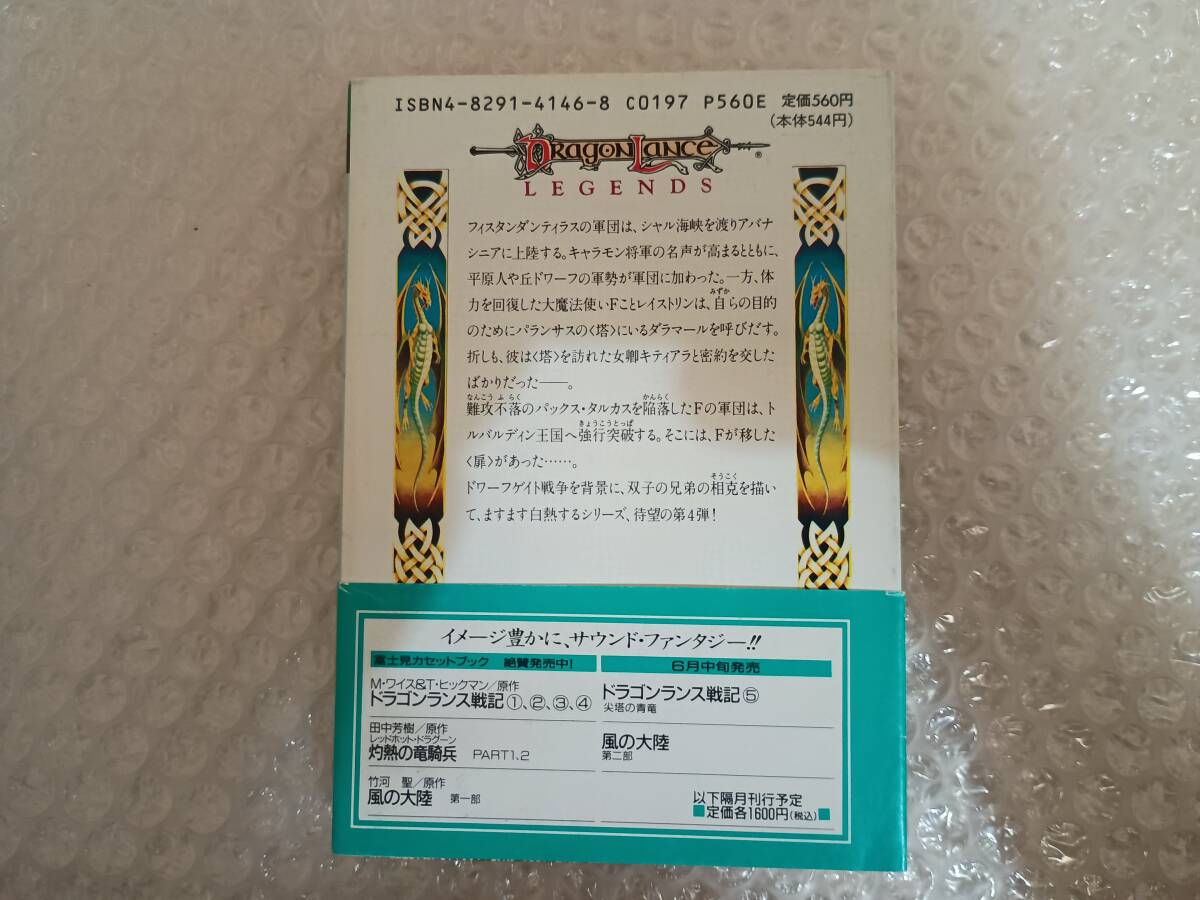 ISBN4-8291-4146-8 C0197 P560E 定価560円
(本体544円)
DRAGONLANCE
®
LEGENDS
フィスタンダンティラスの軍団は、シャル海峡を渡りアバナ
シニアに上陸する。キャラモン将軍の名声が高まるとともに、
平原人や丘ドワーフの軍勢が軍団に加わった。一方、体
みずか
力を回復した大魔法使いFことレイストリンは、自らの目的
のためにパランサスの〈塔〉にいるダラマールを呼びだす。
折しも、彼は〈塔〉を訪れた女卿キティアラと密約を交した
ばかりだった――。
なんこうふらく かんらく
難攻不落のパックス・タルカスを陥落したFの軍団は、ト
きょうこうとっぱ
ルバルディン王国へ強行突破する。そこには、Fが移した
〈扉〉があった……。
そうこく
ドワーフゲイト戦争を背景に、双子の兄弟の相克を描い
て、ますます白熱するシリーズ、待望の第4弾!
イメージ豊かに、サウンド・ファンタジー!!
富士見カセットブック 絶賛発売中!
M・ワイス&T・ヒックマン/原作
ドラゴンランス戦記①、②、③、④
田中芳樹/原作
レッドホット・ドラグーン
灼熱の竜騎兵 PART1、2
竹河 聖/原作
風の大陸 第一部
6月中旬発売
ドラゴンランス戦記⑤
尖塔の青竜
風の大陸
第二部
以下隔月刊行予定
■定価各1600円(税込)■